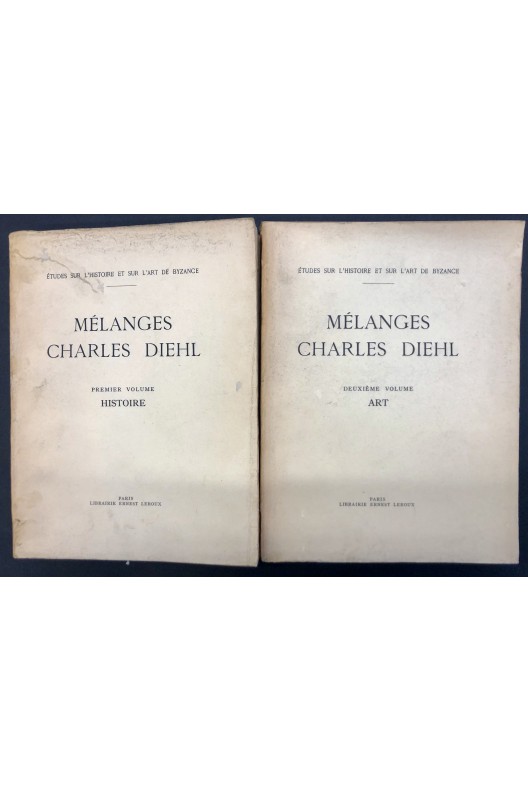 ÉTUDES SUR L'HISTOIRE ET SUR L'ART DE BYZANCE
MÉLANGES
CHARLES DIEHL
PREMIER VOLUME
HISTOIRE
PARIS
LIBRAIRIE ERNEST LEROUX
ÉTUDES SUR L'HISTOIRE ET SUR L'ART DE BYZANCE
MÉLANGES
CHARLES DIEHL
DEUXIÈME VOLUME
ART
PARIS
LIBRAIRIE ERNEST LEROUX